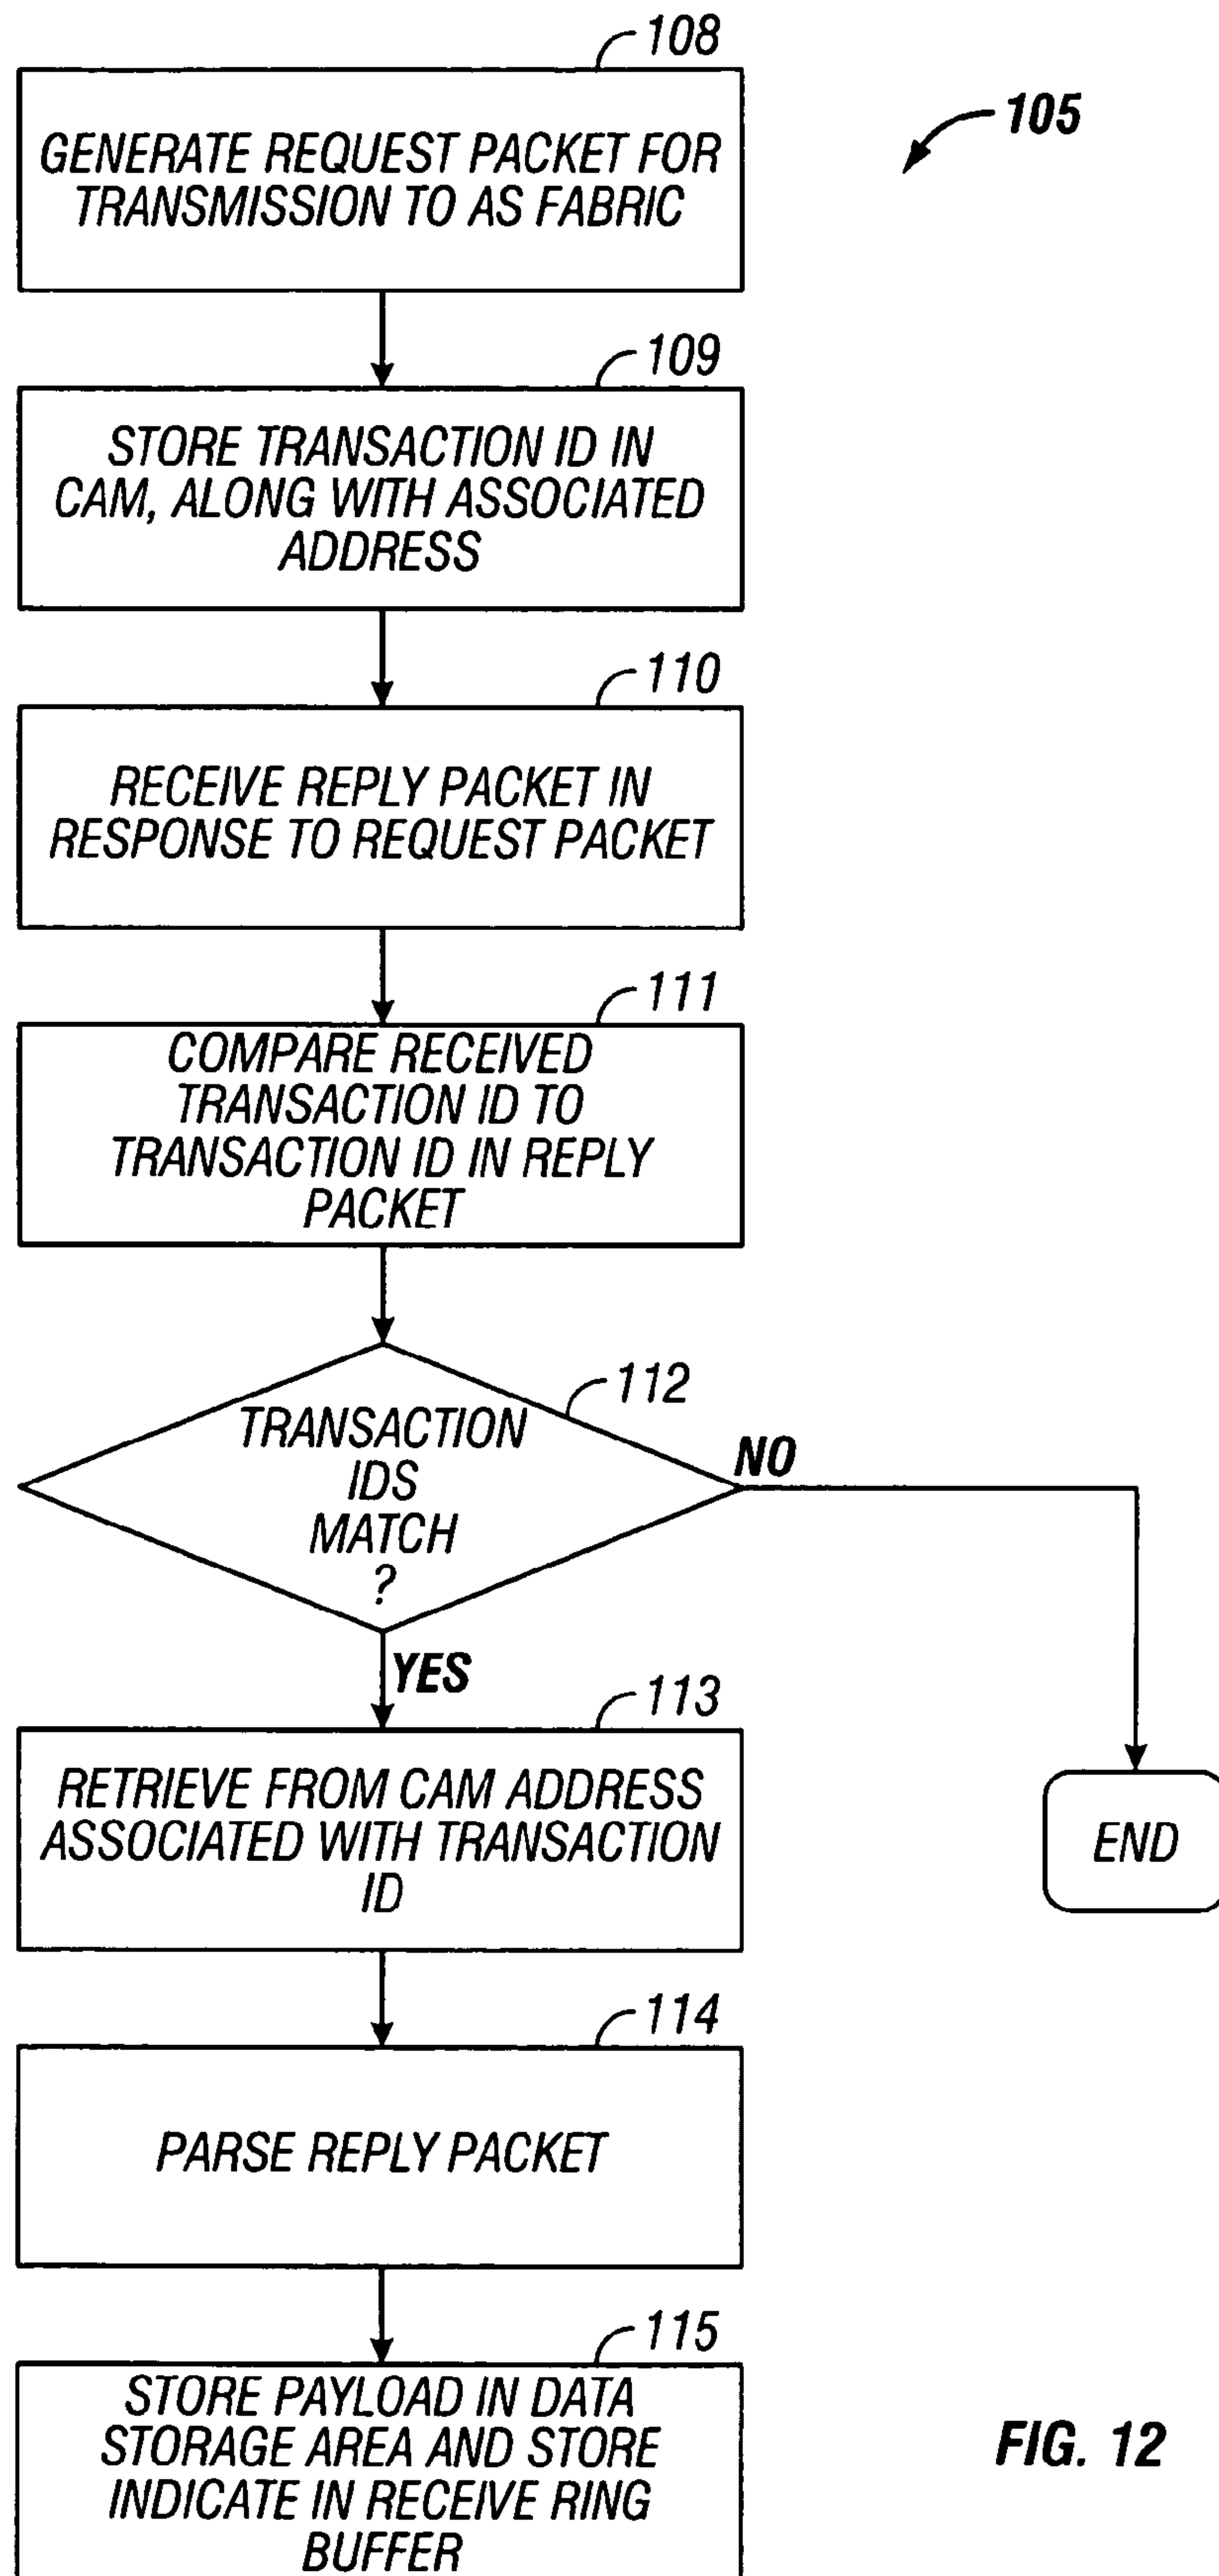 108
105
GENERATE REQUEST PACKET FOR
TRANSMISSION TO AS FABRIC
109
STORE TRANSACTION ID IN
CAM, ALONG WITH ASSOCIATED
ADDRESS
110
RECEIVE REPLY PACKET IN
RESPONSE TO REQUEST PACKET
111
COMPARE RECEIVED
TRANSACTION ID TO
TRANSACTION ID IN REPLY
PACKET
112
TRANSACTION
IDS
MATCH
?
NO
YES
113
RETRIEVE FROM CAM ADDRESS
ASSOCIATED WITH TRANSACTION
ID
END
114
PARSE REPLY PACKET
115
STORE PAYLOAD IN DATA
STORAGE AREA AND STORE
INDICATE IN RECEIVE RING
BUFFER
FIG. 12